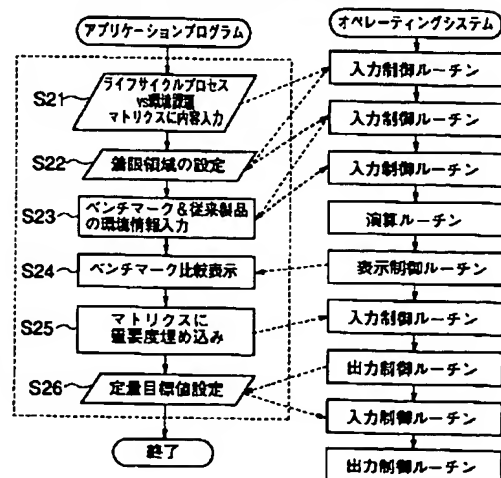 アプリケーションプログラム
S21
ライフサイクルプロセス
vs環境課題
マトリクスに内容入力
S22
着眼領域の設定
S23
ベンチマーク＆従来製品
の環境情報入力
S24
ベンチマーク比較表示
S25
マトリクスに
重要度埋め込み
S26
定量目標値設定
終了
オペレーティングシステム
入力制御ルーチン
入力制御ルーチン
入力制御ルーチン
演算ルーチン
表示制御ルーチン
入力制御ルーチン
出力制御ルーチン
入力制御ルーチン
出力制御ルーチン